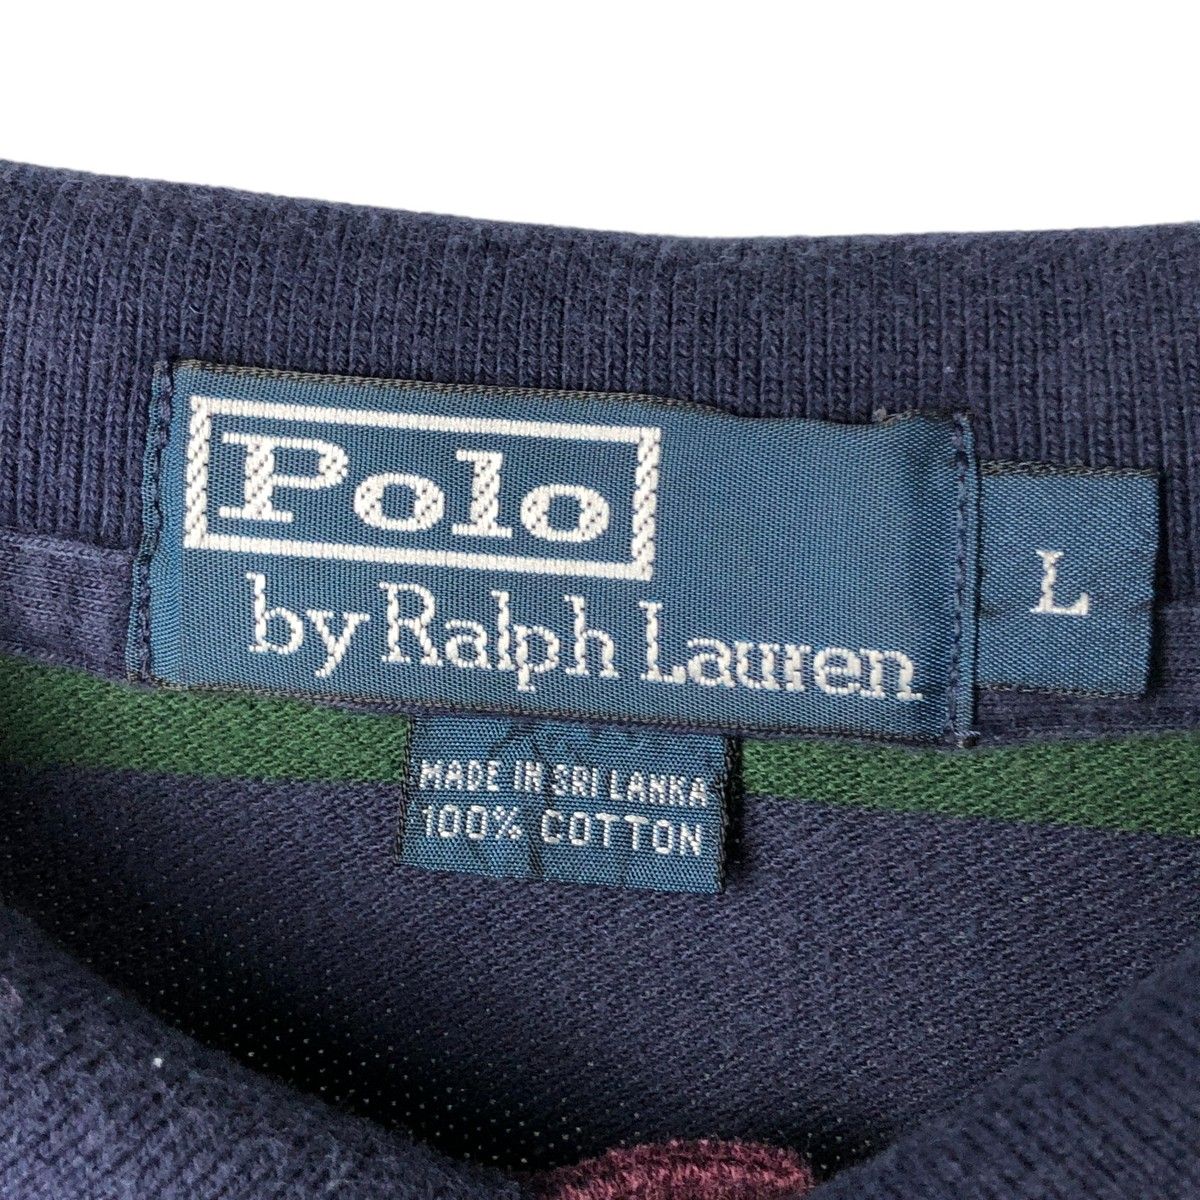 Polo
by Ralph Lauren
L
MADE IN SRI LANKA
100% COTTON